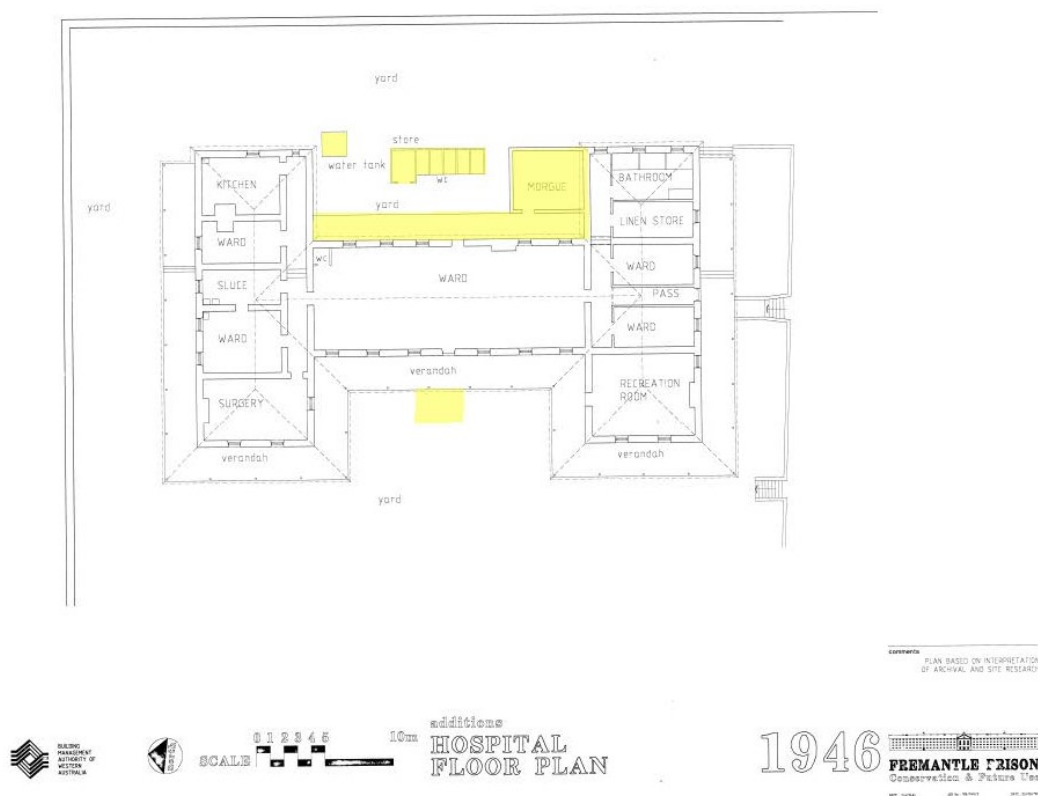 yard
store
water tank
wc
KITCHEN
MORGUE
BATHROOM
yard
yard
LINEN STORE
WARD
wc
WARD
WARD
SLUCE
PASS
WARD
WARD
verandah
RECREATION
ROOM
SURGERY
verandah
verandah
yard
comments
PLAN BASED ON INTERPRETATION
OF ARCHIVAL AND SITE RESEARCH
BUILDING
MANAGEMENT
AUTHORITY OF
WESTERN
AUSTRALIA
north
SCALE
0 1 2 3 4 5 10m
additions
HOSPITAL
FLOOR PLAN
1946
FREMANTLE PRISON
Conservation & Future Use